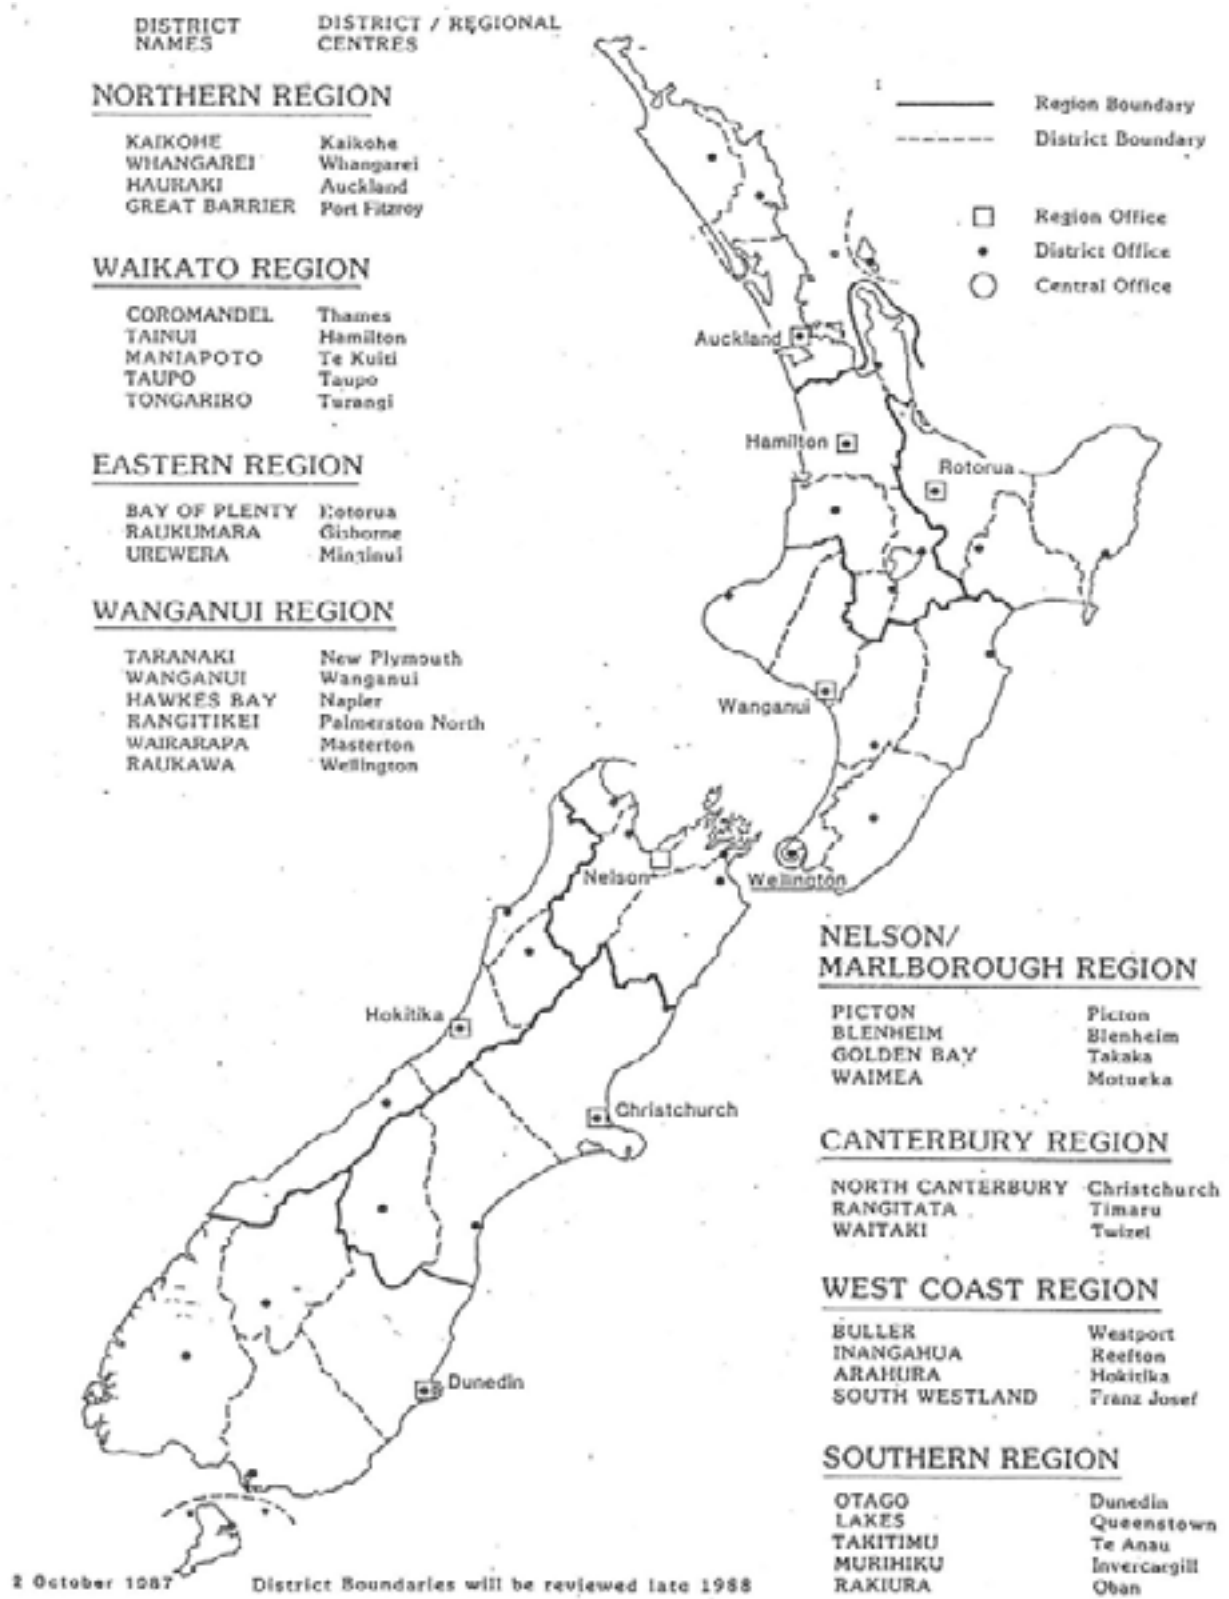 DISTRICT NAMES DISTRICT / REGIONAL CENTRES
NORTHERN REGION
KAIKOHE Kaikohe
WHANGAREI Whangarei
HAURAKI Auckland
GREAT BARRIER Port Fitzroy
WAIKATO REGION
COROMANDEL Thames
TAINUI Hamilton
MANIAPOTO Te Kuiti
TAUPO Taupo
TONGARIRO Turangi
EASTERN REGION
BAY OF PLENTY Rotorua
RAUKUMARA Gisborne
UREWERA Minginui
WANGANUI REGION
TARANAKI New Plymouth
WANGANUI Wanganui
HAWKES BAY Napier
RANGITIKEI Palmerston North
WAIRARAPA Masterton
RAUKAWA Wellington
Region Boundary
District Boundary
Region Office
District Office
Central Office
Auckland
Hamilton
Rotorua
Wanganui
Nelson
Wellington
Hokitika
Christchurch
Dunedin
NELSON/
MARLBOROUGH REGION
PICTON Picton
BLENHEIM Blenheim
GOLDEN BAY Takaka
WAIMEA Motueka
CANTERBURY REGION
NORTH CANTERBURY Christchurch
RANGITATA Timaru
WAITAKI Twizel
WEST COAST REGION
BULLER Westport
INANGAHUA Reefton
ARAHURA Hokitika
SOUTH WESTLAND Franz Josef
SOUTHERN REGION
OTAGO Dunedin
LAKES Queenstown
TAKITIMU Te Anau
MURIHIKU Invercargill
RAKIURA Oban
2 October 1987 District Boundaries will be reviewed late 1988